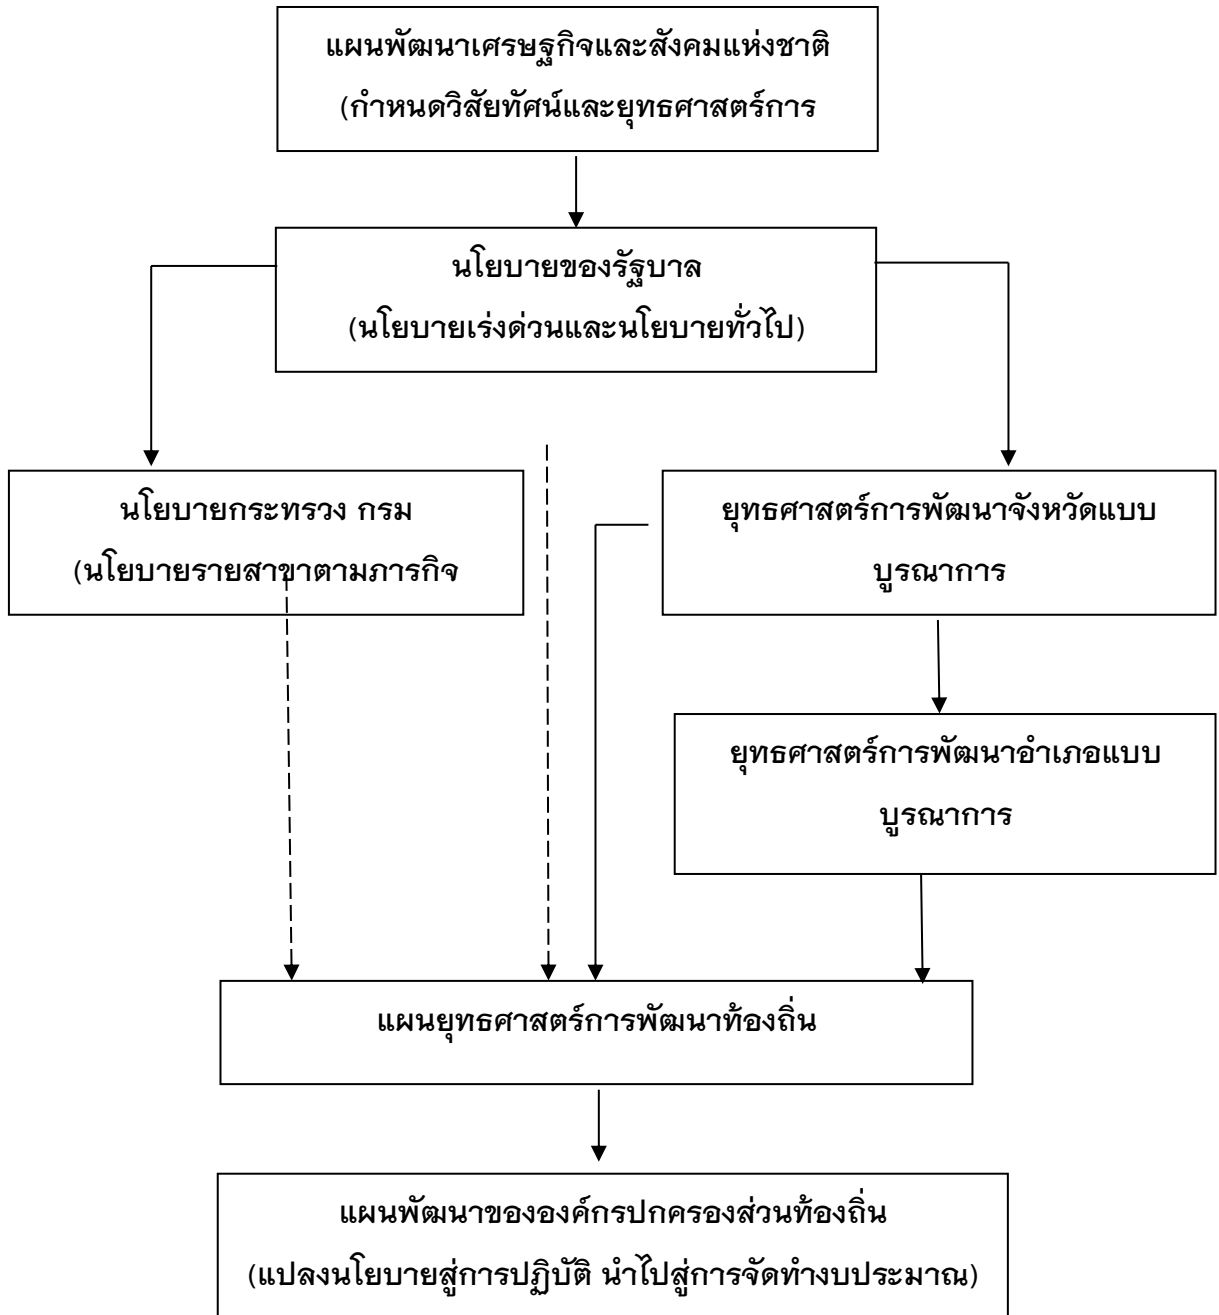 แผนพัฒนาเศรษฐกิจและสังคมแห่งชาติ
(กำหนดวิสัยทัศน์และยุทธศาสตร์การ
นโยบายของรัฐบาล
(นโยบายเร่งด่วนและนโยบายทั่วไป)
นโยบายกระทรวง กรม
(นโยบายรายสาขาตามภารกิจ
ยุทธศาสตร์การพัฒนาจังหวัดแบบ
บูรณาการ
ยุทธศาสตร์การพัฒนาอำเภอแบบ
บูรณาการ
แผนยุทธศาสตร์การพัฒนาท้องถิ่น
แผนพัฒนาขององค์กรปกครองส่วนท้องถิ่น
(แปลงนโยบายสู่การปฏิบัติ นำไปสู่การจัดทำงบประมาณ)